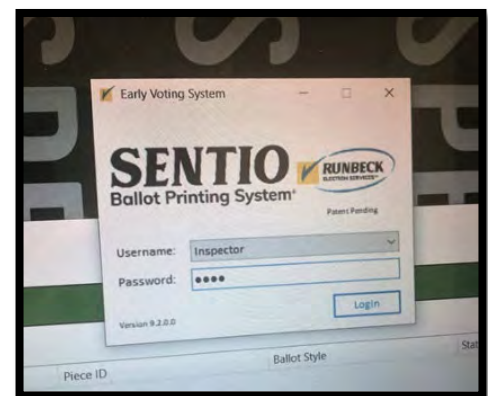 Early Voting System
SENTIO
Ballot Printing System
RUNBECK
ELECTION SERVICES
Patent Pending
Username: Inspector
Password: ••••
Login
Version 9.2.0.0
Piece ID
Ballot Style
Stat